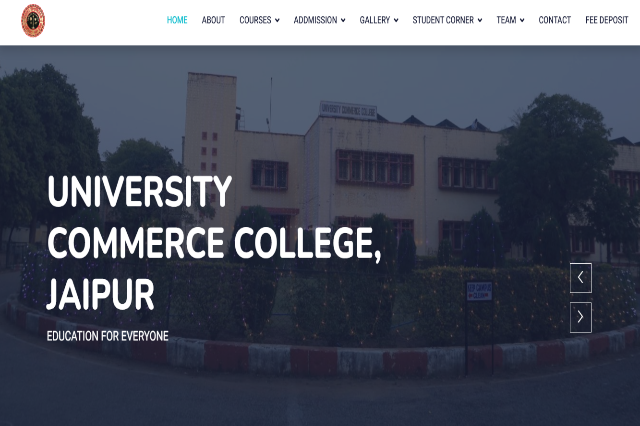 HOME ABOUT COURSES ADDMISSION GALLERY STUDENT CORNER TEAM CONTACT FEE DEPOSIT
UNIVERSITY COMMERCE COLLEGE
UNIVERSITY
COMMERCE COLLEGE,
JAIPUR
EDUCATION FOR EVERYONE